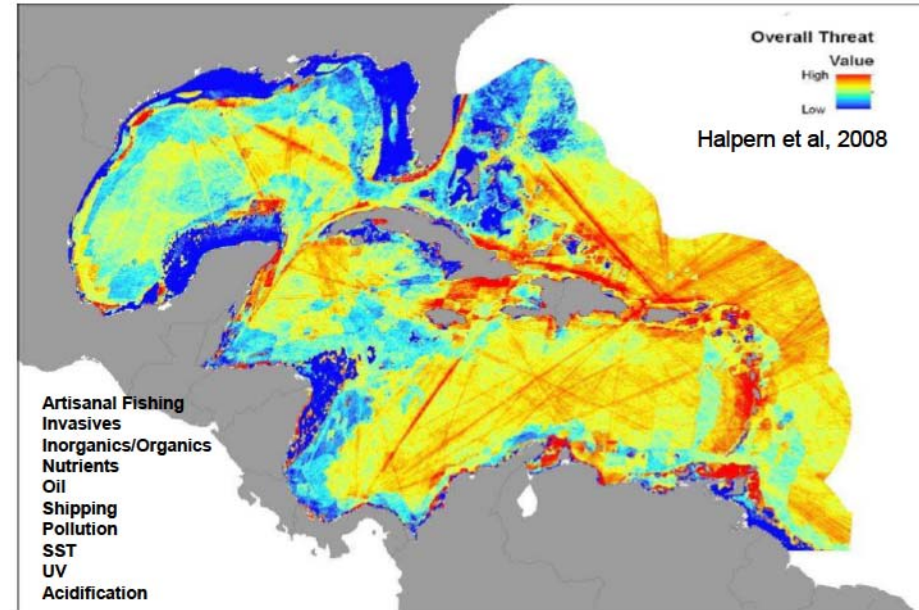 Overall Threat
Value
High
Low
Halpern et al, 2008
Artisanal Fishing
Invasives
Inorganics/Organics
Nutrients
Oil
Shipping
Pollution
SST
UV
Acidification